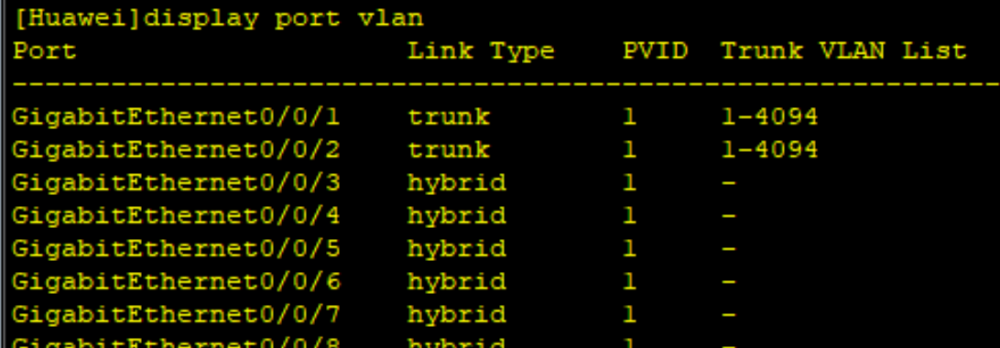 [Huawei]display port vlan
Port Link Type PVID Trunk VLAN List
-------------------------------------------------------------
GigabitEthernet0/0/1 trunk 1 1-4094
GigabitEthernet0/0/2 trunk 1 1-4094
GigabitEthernet0/0/3 hybrid 1 -
GigabitEthernet0/0/4 hybrid 1 -
GigabitEthernet0/0/5 hybrid 1 -
GigabitEthernet0/0/6 hybrid 1 -
GigabitEthernet0/0/7 hybrid 1 -
GigabitEthernet0/0/8 hybrid 1 -